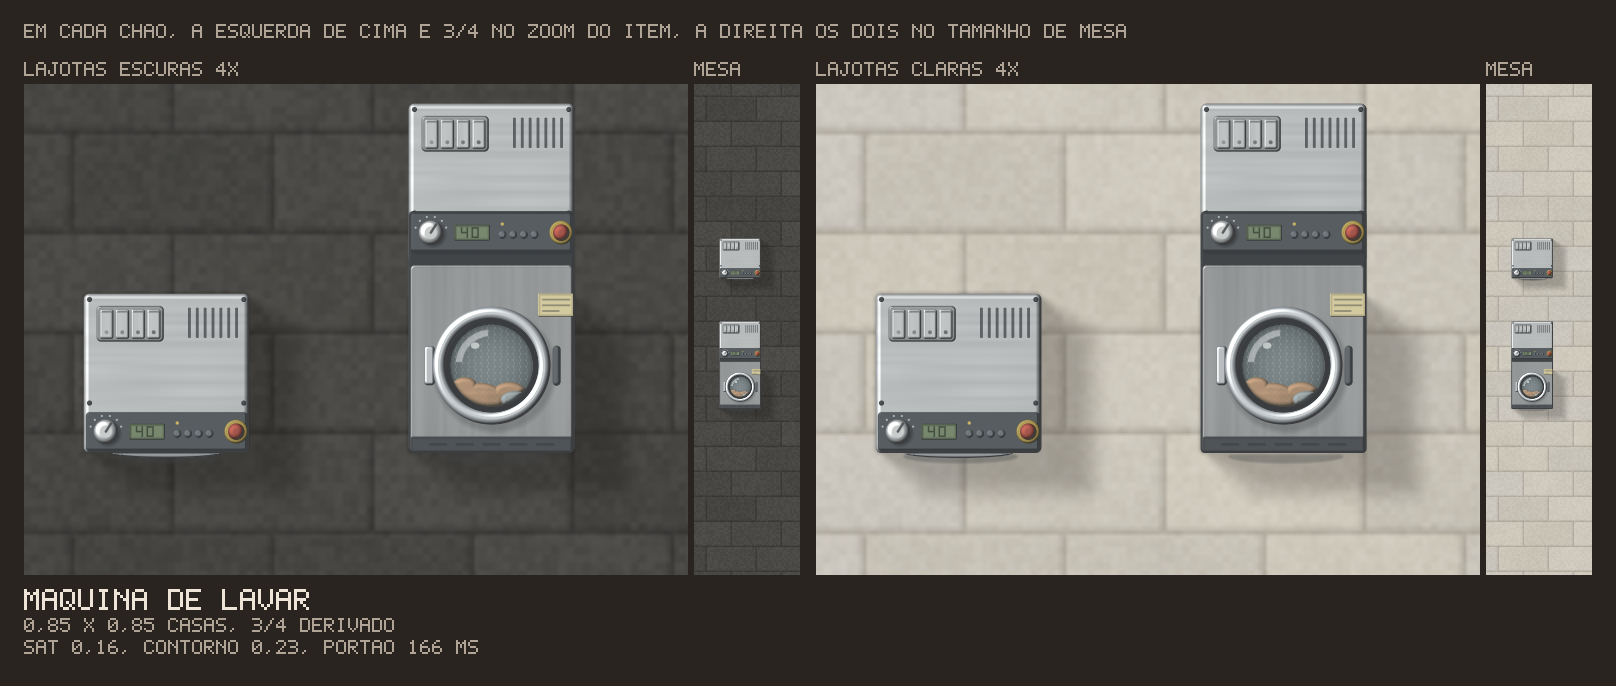 EM CADA CHAO, A ESQUERDA DE CIMA E 3/4 NO ZOOM DO ITEM, A DIREITA OS DOIS NO TAMANHO DE MESA
LAJOTAS ESCURAS 4X
MESA
LAJOTAS CLARAS 4X
MESA
40
40
40
40
MAQUINA DE LAVAR
0,85 X 0,85 CASAS, 3/4 DERIVADO
SAT 0,16, CONTORNO 0,23, PORTAO 166 MS